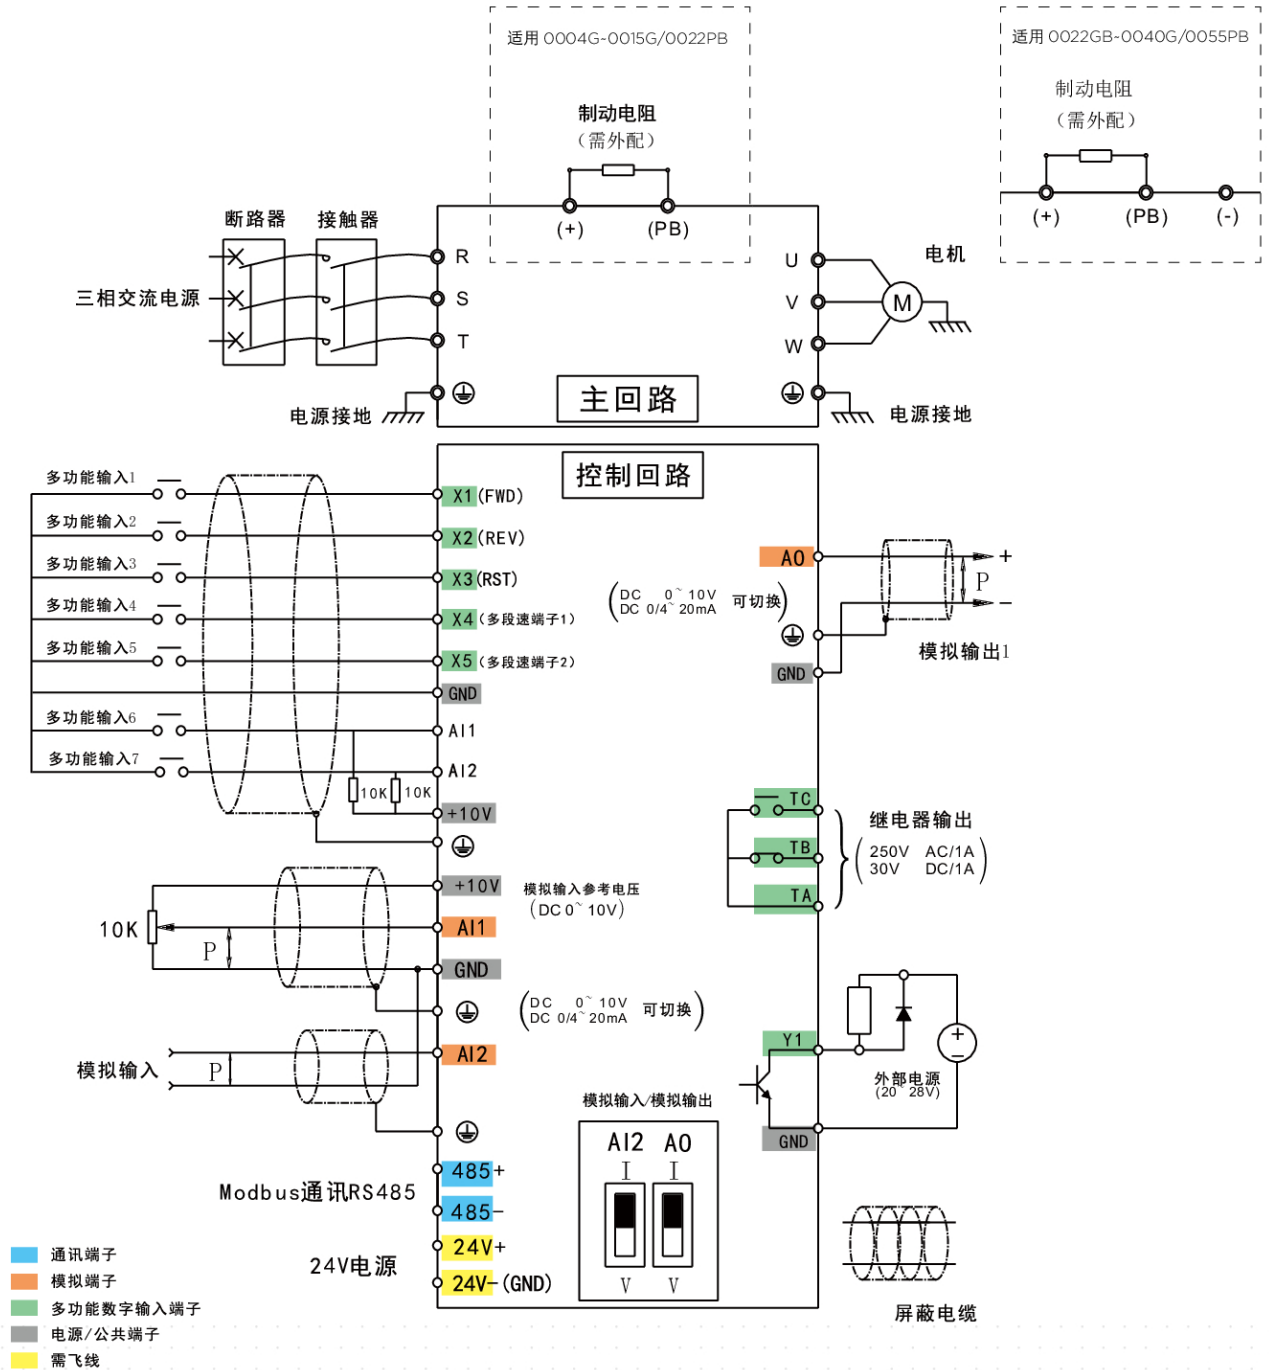 适用 0004G~0015G/0022PB
适用 0022GB~0040G/0055PB
制动电阻
(需外配)
制动电阻
(需外配)
(+)
(PB)
(+)
(PB)
(-)
断路器
接触器
三相交流电源
R
S
T
电源接地
主回路
U
V
W
M
电机
电源接地
控制回路
多功能输入1
X1(FWD)
多功能输入2
X2(REV)
多功能输入3
X3(RST)
多功能输入4
X4(多段速端子1)
多功能输入5
X5(多段速端子2)
GND
多功能输入6
AI1
多功能输入7
AI2
10K
10K
+10V
AO
+
P
−
DC 0~10V
DC 0/4~20mA
可切换
GND
模拟输出1
TC
TB
TA
继电器输出
250V AC/1A
30V DC/1A
+10V
模拟输入参考电压
(DC 0~10V)
10K
AI1
P
GND
DC 0~10V
DC 0/4~20mA
可切换
模拟输入
P
AI2
Y1
GND
+
−
外部电源
(20~28V)
模拟输入/模拟输出
AI2 AO
I I
V V
Modbus通讯RS485
485+
485−
24V电源
24V+
24V−(GND)
屏蔽电缆
通讯端子
模拟端子
多功能数字输入端子
电源/公共端子
需飞线